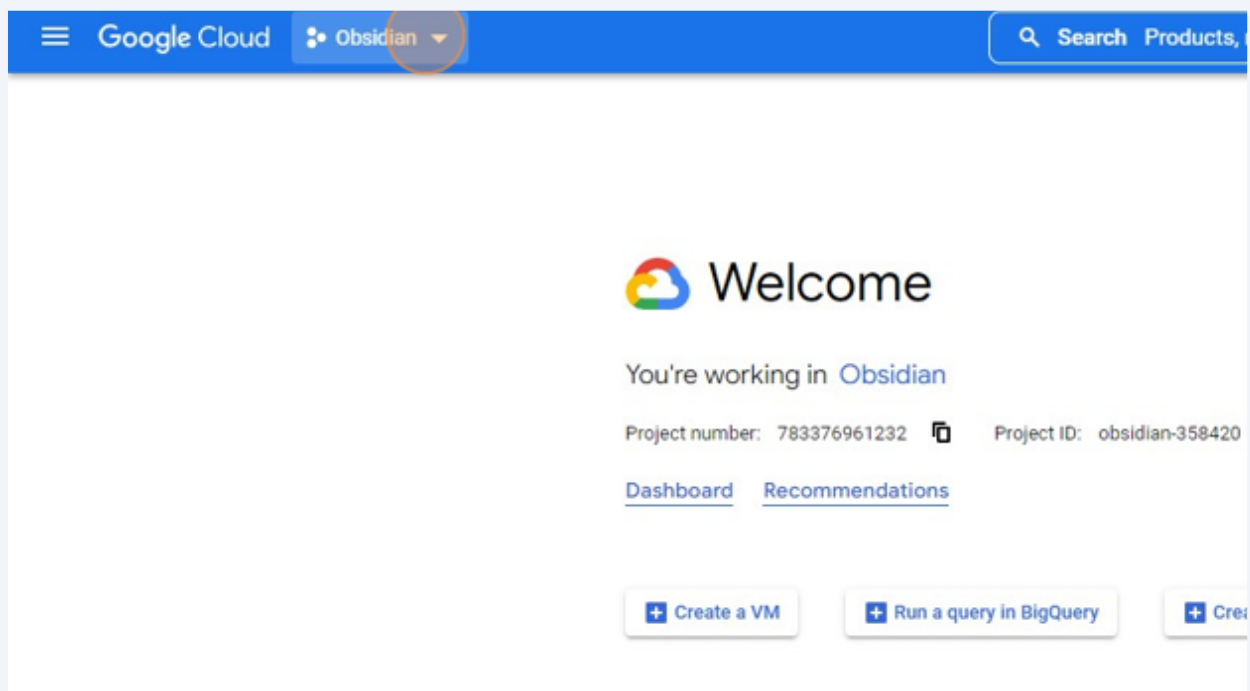 Google Cloud Obsidian Search Products,
Welcome
You're working in Obsidian
Project number: 783376961232 Project ID: obsidian-358420
Dashboard Recommendations
Create a VM Run a query in BigQuery Crea